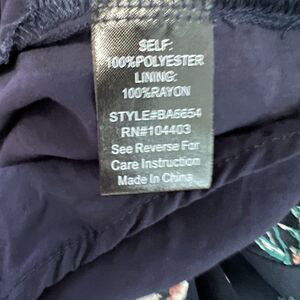 SELF:
100%POLYESTER
LINING:
100%RAYON
STYLE#BA6654
RN#104403
See Reverse For
Care Instruction
Made In China